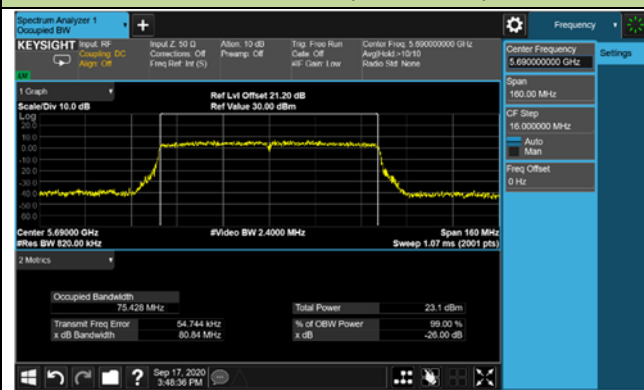 Spectrum Analyzer 1
Occupied BW
Frequency
KEYSIGHT
Input: RF
Coupling: DC
Align: Off
Input Z: 50 Ω
Corrections: Off
Freq Ref: Int (S)
Atten: 10 dB
Preamp: Off
Trig: Free Run
Gate: Off
#IF Gain: Low
Center Freq: 5.690000000 GHz
Avg|Hold:>10/10
Radio Std: None
LVI
Center Frequency
5.690000000 GHz
Settings
Span
160.00 MHz
CF Step
16.000000 MHz
Auto
Man
Freq Offset
0 Hz
1 Graph
Scale/Div 10.0 dB
Ref Lvl Offset 21.20 dB
Ref Value 30.00 dBm
Log
20.0
10.0
0.00
-10.0
-20.0
-30.0
-40.0
-50.0
-60.0
Center 5.69000 GHz
#Res BW 820.00 kHz
#Video BW 2.4000 MHz
Span 160 MHz
Sweep 1.07 ms (2001 pts)
2 Metrics
Occupied Bandwidth
75.428 MHz
Total Power
23.1 dBm
Transmit Freq Error
54.744 kHz
% of OBW Power
99.00 %
x dB Bandwidth
80.84 MHz
x dB
-26.00 dB
Sep 17, 2020
3:48:36 PM